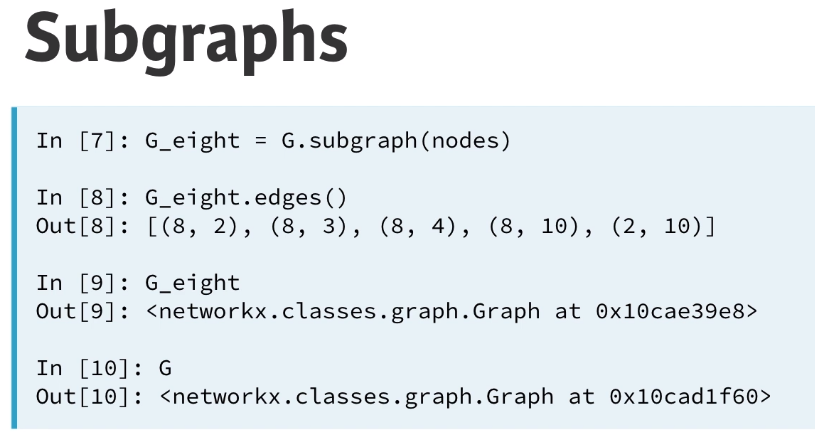 Subgraphs
In [7]: G_eight = G.subgraph(nodes)
In [8]: G_eight.edges()
Out[8]: [(8, 2), (8, 3), (8, 4), (8, 10), (2, 10)]
In [9]: G_eight
Out[9]: <networkx.classes.graph.Graph at 0x10cae39e8>
In [10]: G
Out[10]: <networkx.classes.graph.Graph at 0x10cad1f60>